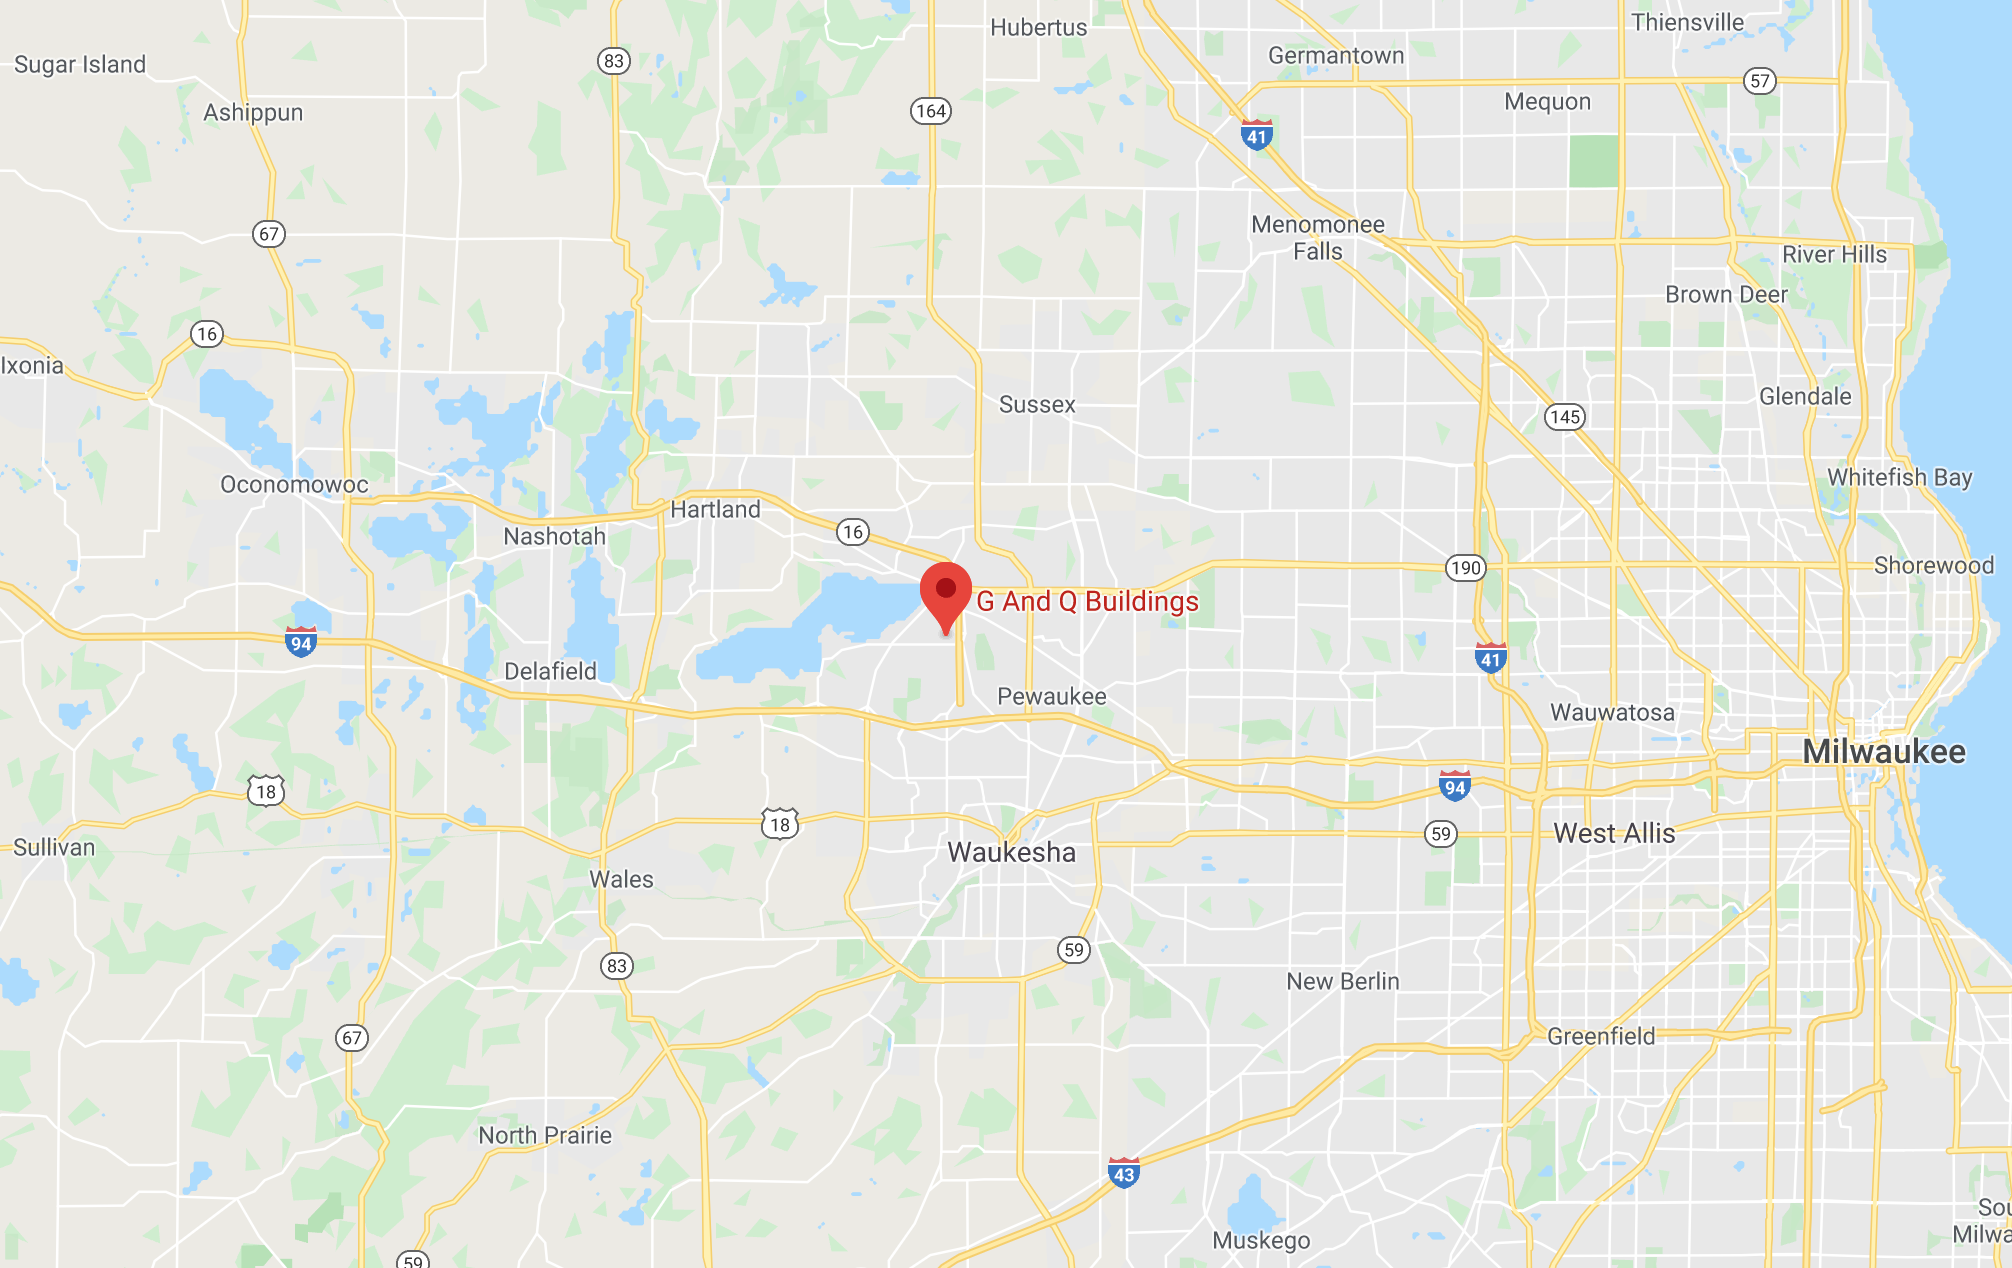 Hubertus
Thiensville
Sugar Island
83
Germantown
57
Ashippun
164
Mequon
41
67
Menomonee
Falls
River Hills
Brown Deer
16
Ixonia
Glendale
Sussex
145
Oconomowoc
Whitefish Bay
Hartland
Nashotah
16
190
Shorewood
G And Q Buildings
94
41
Delafield
Pewaukee
Wauwatosa
Milwaukee
18
94
18
59
West Allis
Sullivan
Waukesha
Wales
59
83
New Berlin
67
Greenfield
North Prairie
43
Sou
Milwa
Muskego
59